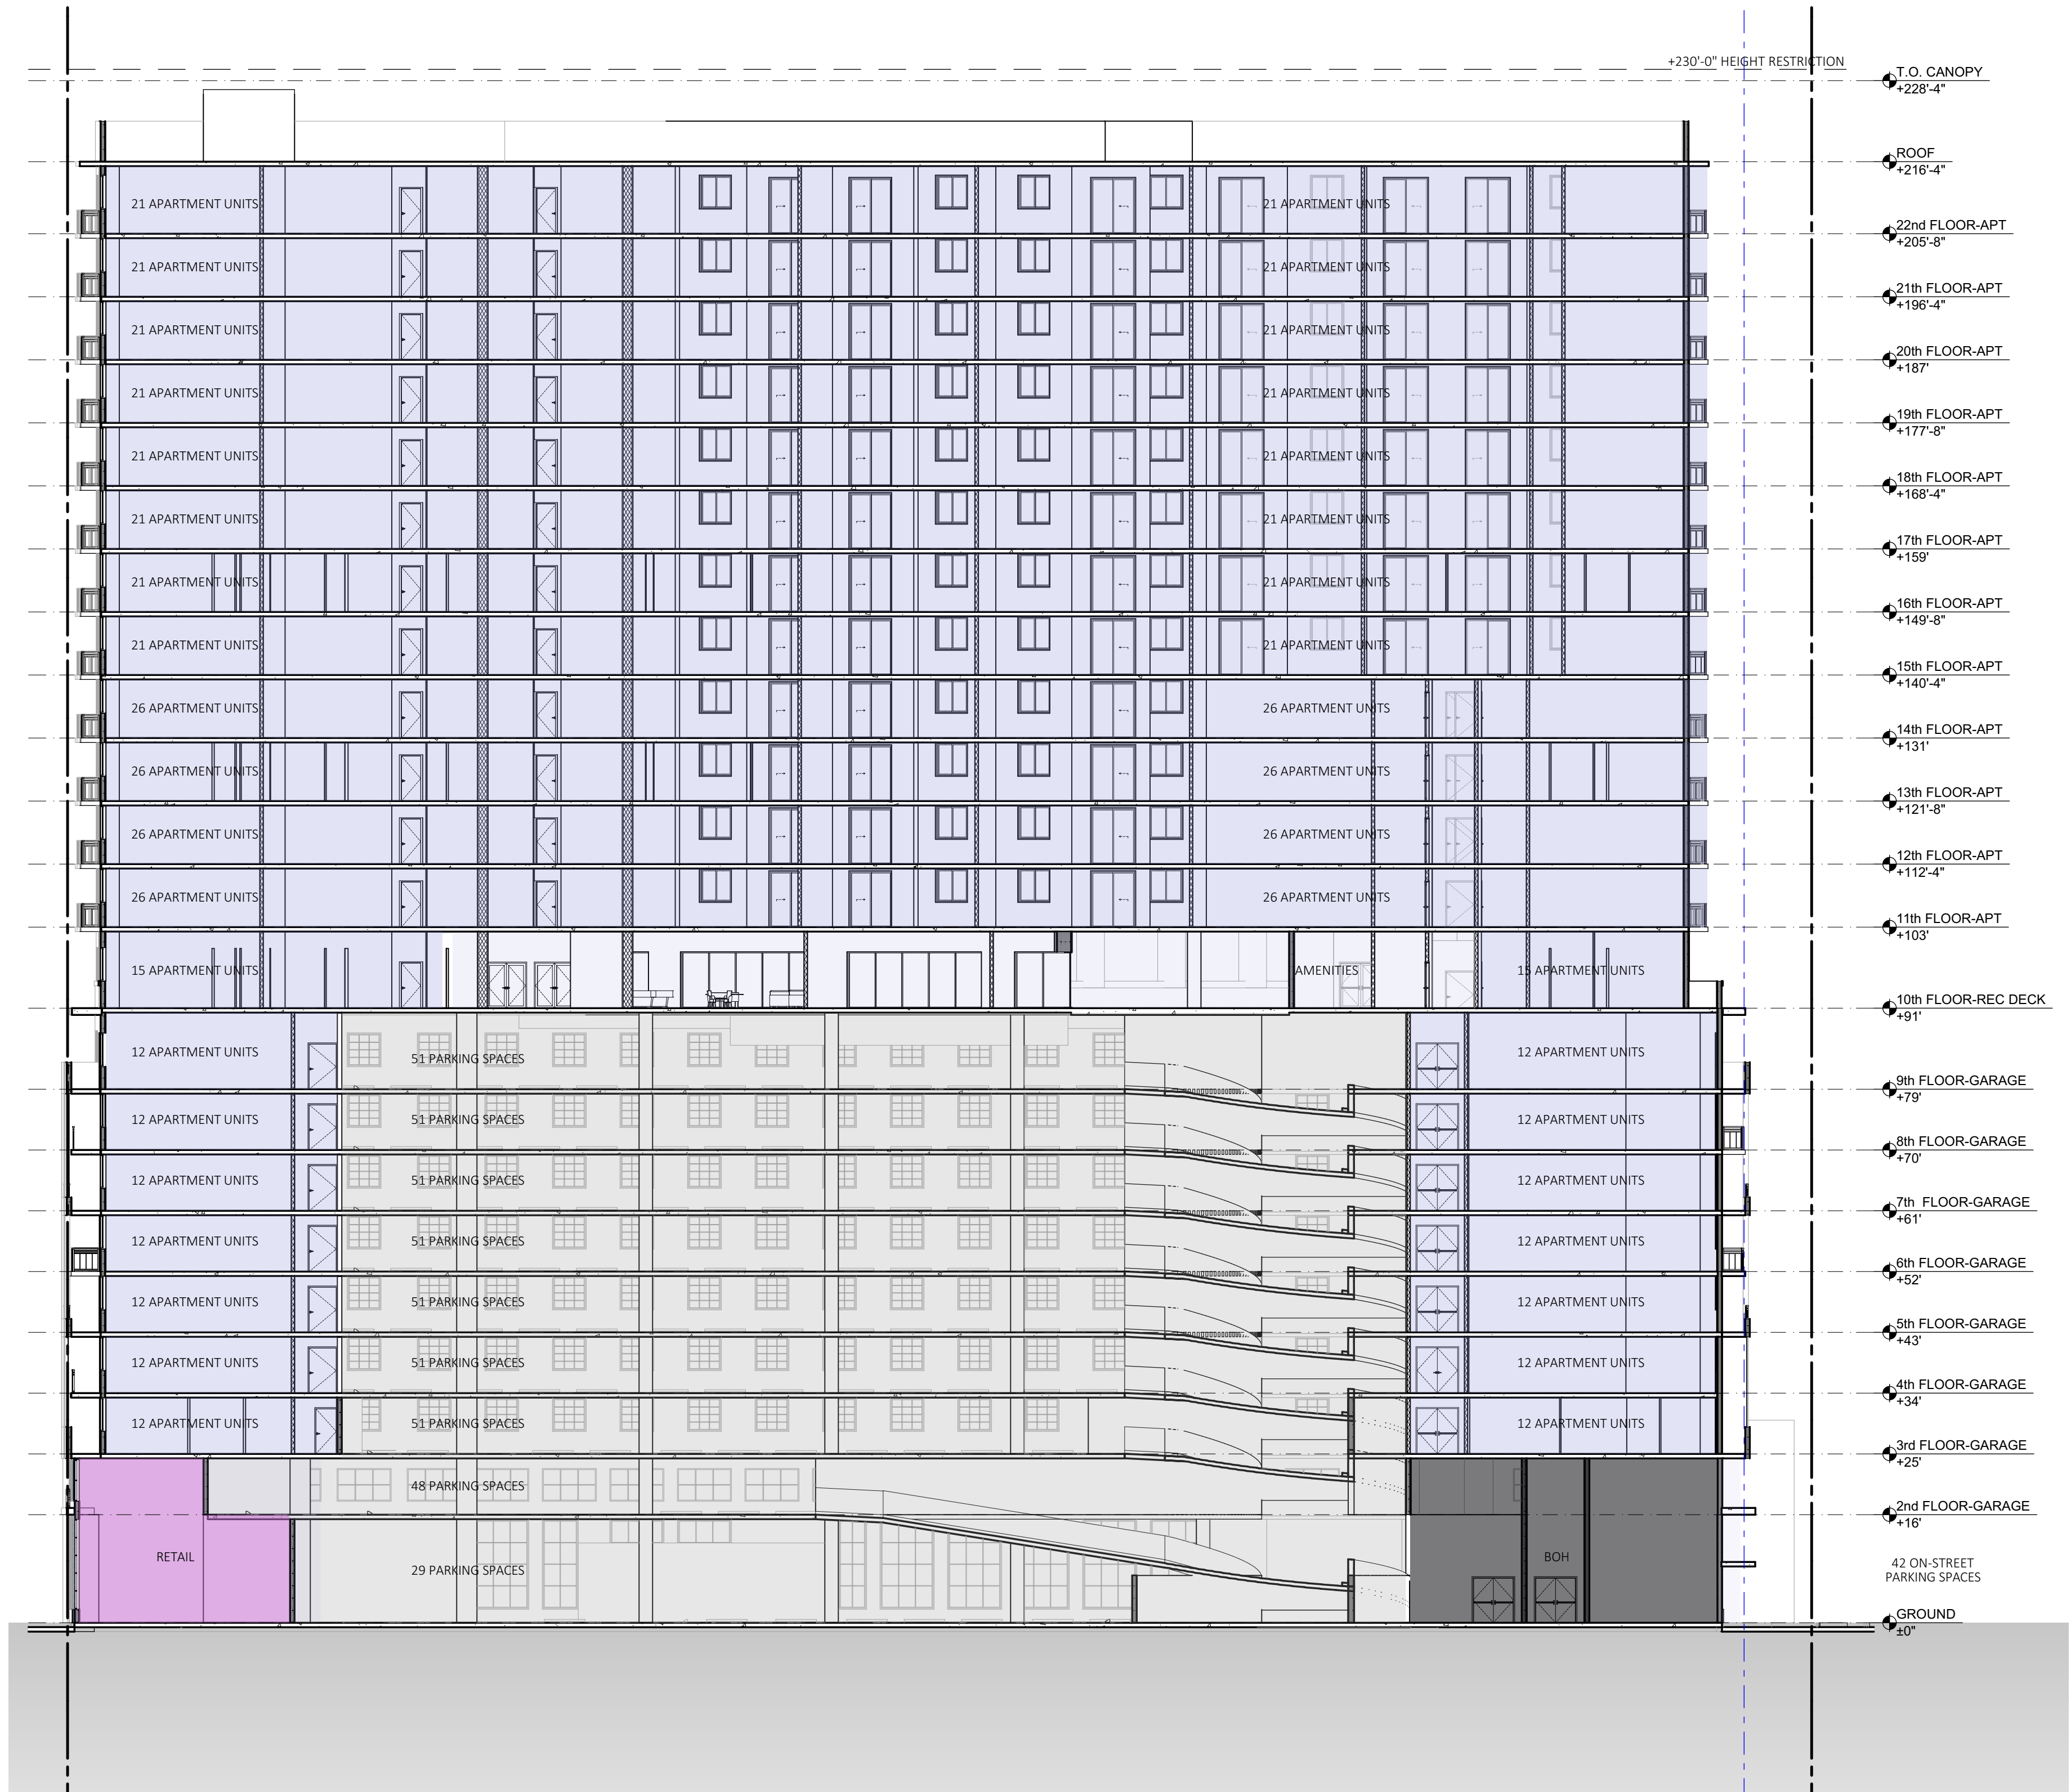 +230'-0" HEIGHT RESTRICTION
T.O. CANOPY
+228'-4"
ROOF
+216'-4"
21 APARTMENT UNITS 21 APARTMENT UNITS
22nd FLOOR-APT
+205'-8"
21 APARTMENT UNITS 21 APARTMENT UNITS
21th FLOOR-APT
+196'-4"
21 APARTMENT UNITS 21 APARTMENT UNITS
20th FLOOR-APT
+187'
21 APARTMENT UNITS 21 APARTMENT UNITS
19th FLOOR-APT
+177'-8"
21 APARTMENT UNITS 21 APARTMENT UNITS
18th FLOOR-APT
+168'-4"
21 APARTMENT UNITS 21 APARTMENT UNITS
17th FLOOR-APT
+159'
21 APARTMENT UNITS 21 APARTMENT UNITS
16th FLOOR-APT
+149'-8"
21 APARTMENT UNITS 21 APARTMENT UNITS
15th FLOOR-APT
+140'-4"
26 APARTMENT UNITS 26 APARTMENT UNITS
14th FLOOR-APT
+131'
26 APARTMENT UNITS 26 APARTMENT UNITS
13th FLOOR-APT
+121'-8"
26 APARTMENT UNITS 26 APARTMENT UNITS
12th FLOOR-APT
+112'-4"
26 APARTMENT UNITS 26 APARTMENT UNITS
11th FLOOR-APT
+103'
15 APARTMENT UNITS AMENITIES 15 APARTMENT UNITS
10th FLOOR-REC DECK
+91'
12 APARTMENT UNITS 51 PARKING SPACES 12 APARTMENT UNITS
9th FLOOR-GARAGE
+79'
12 APARTMENT UNITS 51 PARKING SPACES 12 APARTMENT UNITS
8th FLOOR-GARAGE
+70'
12 APARTMENT UNITS 51 PARKING SPACES 12 APARTMENT UNITS
7th FLOOR-GARAGE
+61'
12 APARTMENT UNITS 51 PARKING SPACES 12 APARTMENT UNITS
6th FLOOR-GARAGE
+52'
12 APARTMENT UNITS 51 PARKING SPACES 12 APARTMENT UNITS
5th FLOOR-GARAGE
+43'
12 APARTMENT UNITS 51 PARKING SPACES 12 APARTMENT UNITS
4th FLOOR-GARAGE
+34'
12 APARTMENT UNITS 51 PARKING SPACES 12 APARTMENT UNITS
3rd FLOOR-GARAGE
+25'
48 PARKING SPACES
2nd FLOOR-GARAGE
+16'
RETAIL 29 PARKING SPACES BOH
42 ON-STREET
PARKING SPACES
GROUND
±0"